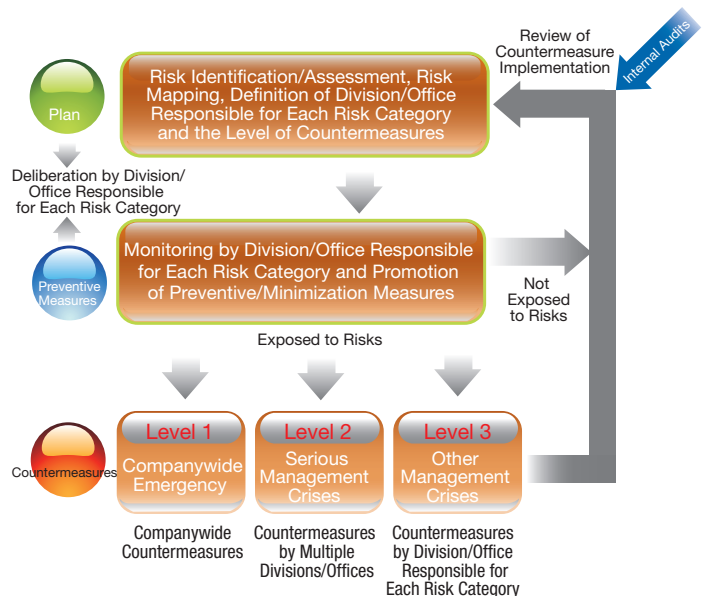 Review of
Countermeasure
Implementation
Internal Audits
Risk Identification/Assessment, Risk
Mapping, Definition of Division/Office
Responsible for Each Risk Category
and the Level of Countermeasures
Plan
Deliberation by Division/
Office Responsible
for Each Risk Category
Preventive
Measures
Monitoring by Division/Office Responsible
for Each Risk Category and Promotion
of Preventive/Minimization Measures
Not
Exposed
to Risks
Exposed to Risks
Countermeasures
Level 1
Companywide
Emergency
Companywide
Countermeasures
Level 2
Serious
Management
Crises
Countermeasures
by Multiple
Divisions/Offices
Level 3
Other
Management
Crises
Countermeasures
by Division/Office
Responsible for
Each Risk Category